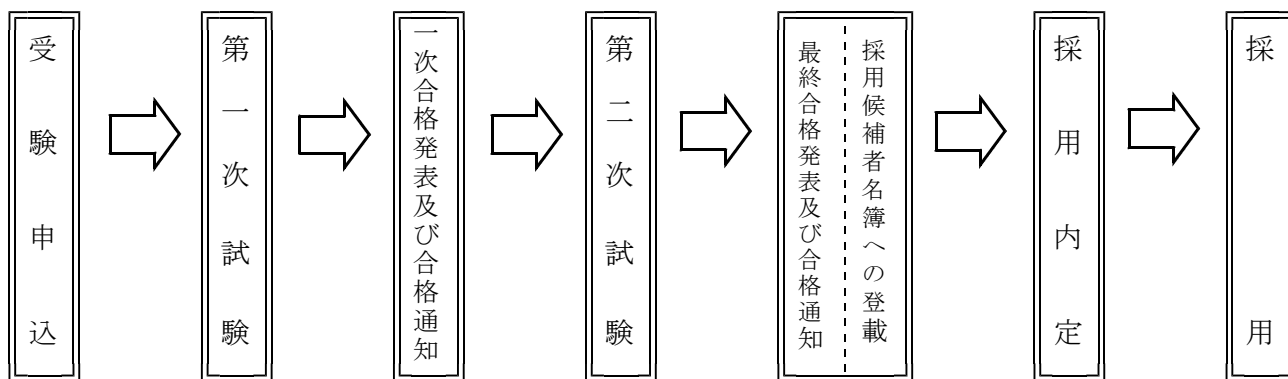 受験申込
第一次試験
一次合格発表及び合格通知
第二次試験
採用候補者名簿への登載
最終合格発表及び合格通知
採用内定
採用